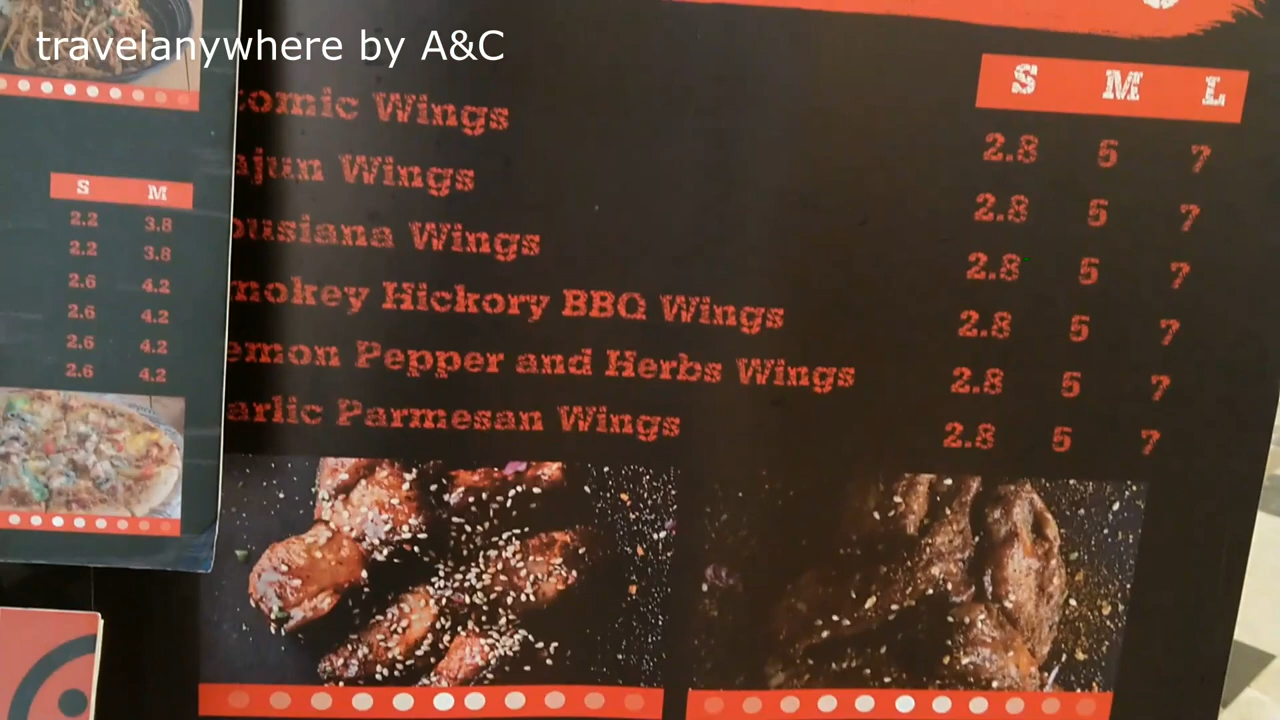 travelanywhere by A&C
S M L
omic Wings 2.8 5 7
ajun Wings 2.8 5 7
ousiana Wings 2.8 5 7
mokey Hickory BBQ Wings 2.8 5 7
emon Pepper and Herbs Wings 2.8 5 7
arlic Parmesan Wings 2.8 5 7
S M
2.2 3.8
2.2 3.8
2.6 4.2
2.6 4.2
2.6 4.2
2.6 4.2